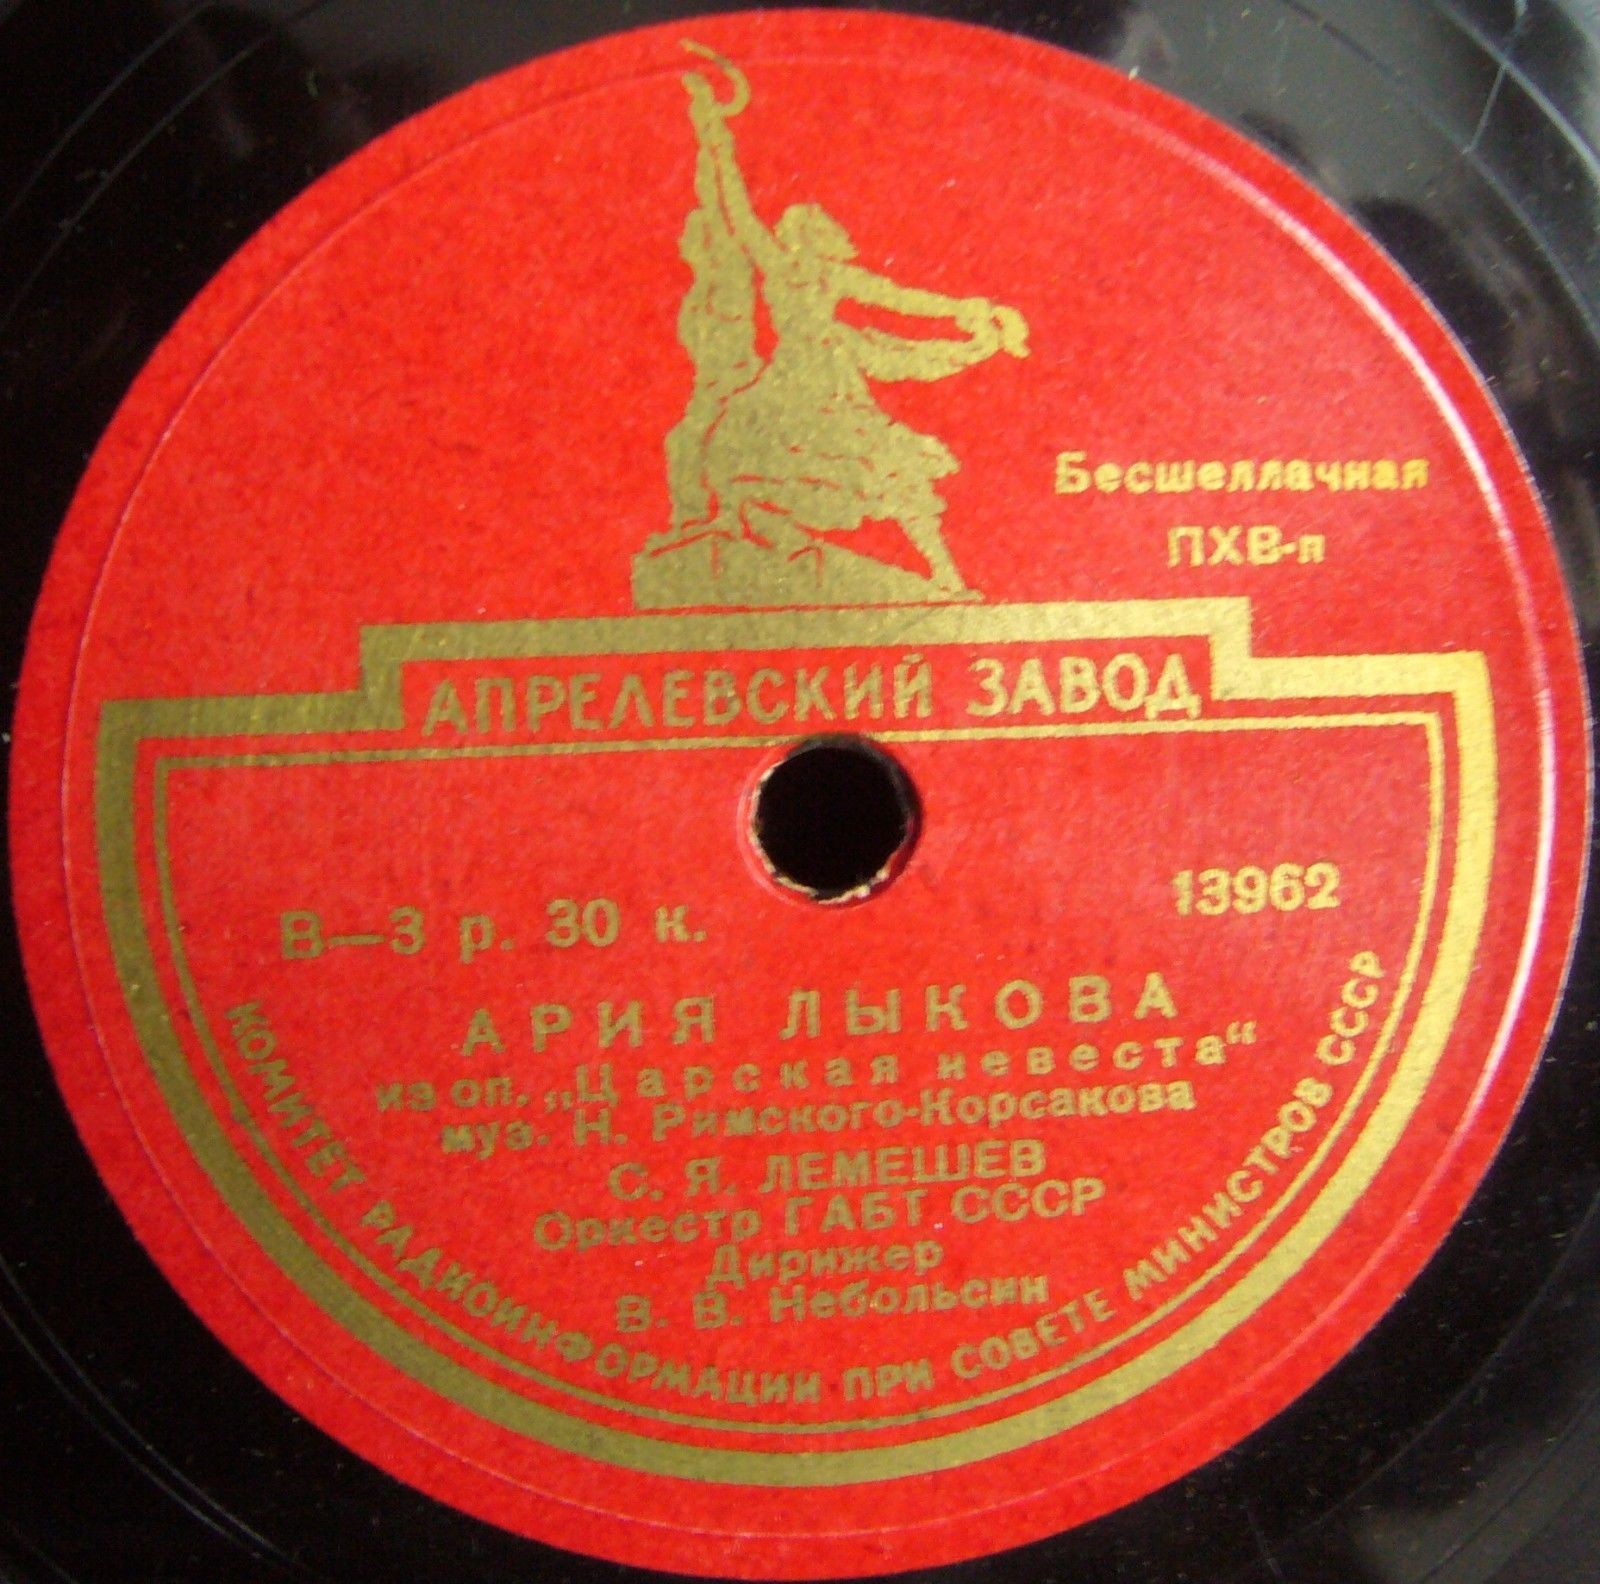 Бесшеллачная
ПХВ-п
АПРЕЛЕВСКИЙ ЗАВОД
В—3 р. 30 к.
13962
АРИЯ ЛЫКОВА
из оп. „Царская невеста“
муз. Н. Римского-Корсакова
С. Я. ЛЕМЕШЕВ
Оркестр ГАБТ СССР
Дирижер
В. В. Небольсин
КОМИТЕТ РАДИОИНФОРМАЦИИ ПРИ СОВЕТЕ МИНИСТРОВ СССР